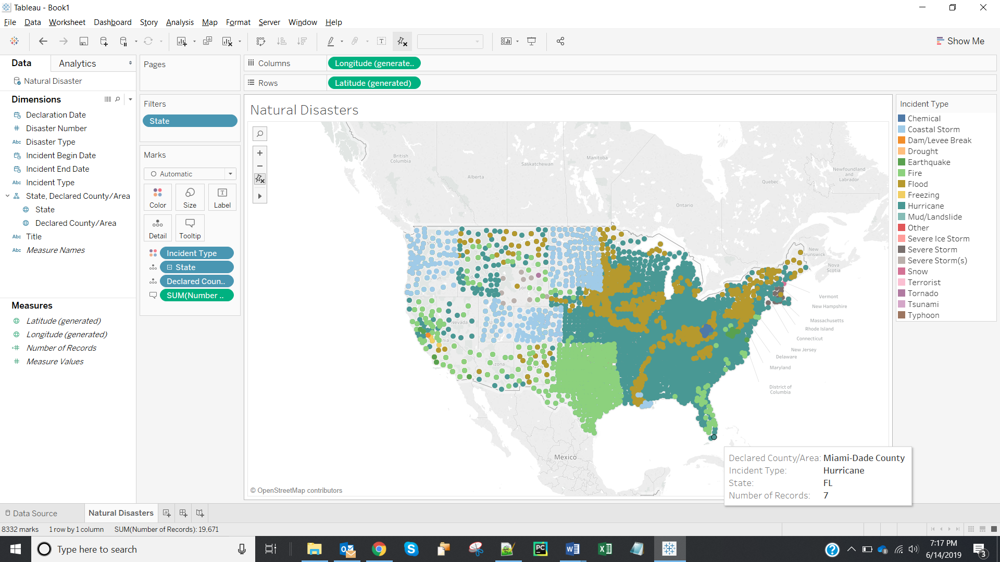 Tableau - Book1
File Data Worksheet Dashboard Story Analysis Map Format Server Window Help
Show Me
Data Analytics
Natural Disaster
Dimensions
Declaration Date
# Disaster Number
Abc Disaster Type
Incident Begin Date
Incident End Date
Abc Incident Type
State, Declared County/Area
State
Declared County/Area
Abc Title
Abc Measure Names
Measures
Latitude (generated)
Longitude (generated)
=# Number of Records
# Measure Values
Pages
Filters
State
Marks
Automatic
Color Size Label
Detail Tooltip
Incident Type
State
Declared Coun..
SUM(Number ..
Columns Longitude (generate..
Rows Latitude (generated)
Natural Disasters
British
Columbia
Alberta
Saskatchewan
Manitoba
Ontario
Quebec
Newfoundland
and
Labrador
New
Brunswick
Nova
Scotia
Vermont
New Hampshire
Massachusetts
Rhode Island
Connecticut
New Jersey
Delaware
Maryland
District of
Columbia
Nevada
Mexico
© OpenStreetMap contributors
Declared County/Area: Miami-Dade County
Incident Type: Hurricane
State: FL
Number of Records: 7
Incident Type
Chemical
Coastal Storm
Dam/Levee Break
Drought
Earthquake
Fire
Flood
Freezing
Hurricane
Mud/Landslide
Other
Severe Ice Storm
Severe Storm
Severe Storm(s)
Snow
Terrorist
Tornado
Tsunami
Typhoon
Data Source Natural Disasters
8332 marks 1 row by 1 column SUM(Number of Records): 19,671
Type here to search
7:17 PM
6/14/2019
3